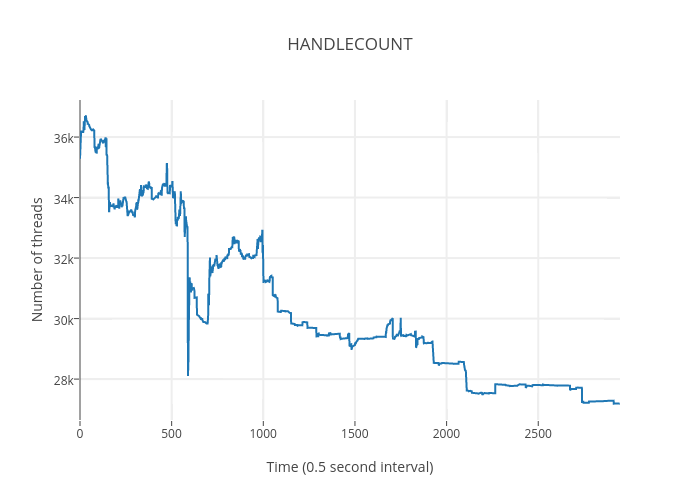 HANDLECOUNT
Number of threads
36k
34k
32k
30k
28k
0 500 1000 1500 2000 2500
Time (0.5 second interval)